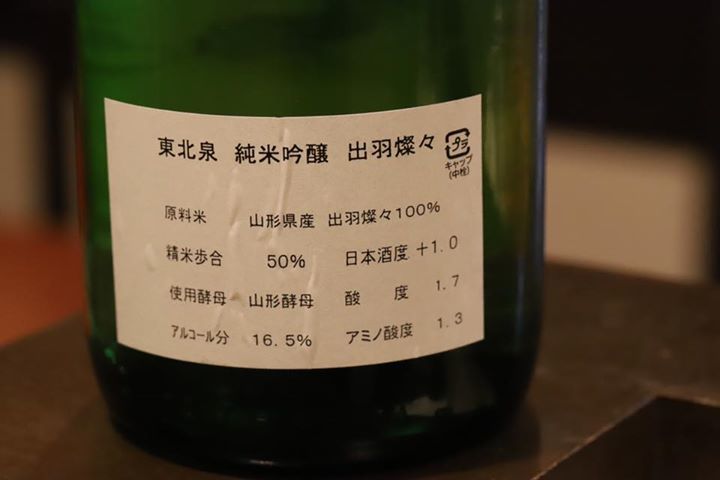 東北泉 純米吟醸 出羽燦々
プラ
キャップ
(中栓)
原料米 山形県産 出羽燦々100%
精米歩合 50% 日本酒度 +1.0
使用酵母 山形酵母 酸 度 1.7
アルコール分 16.5% アミノ酸度 1.3